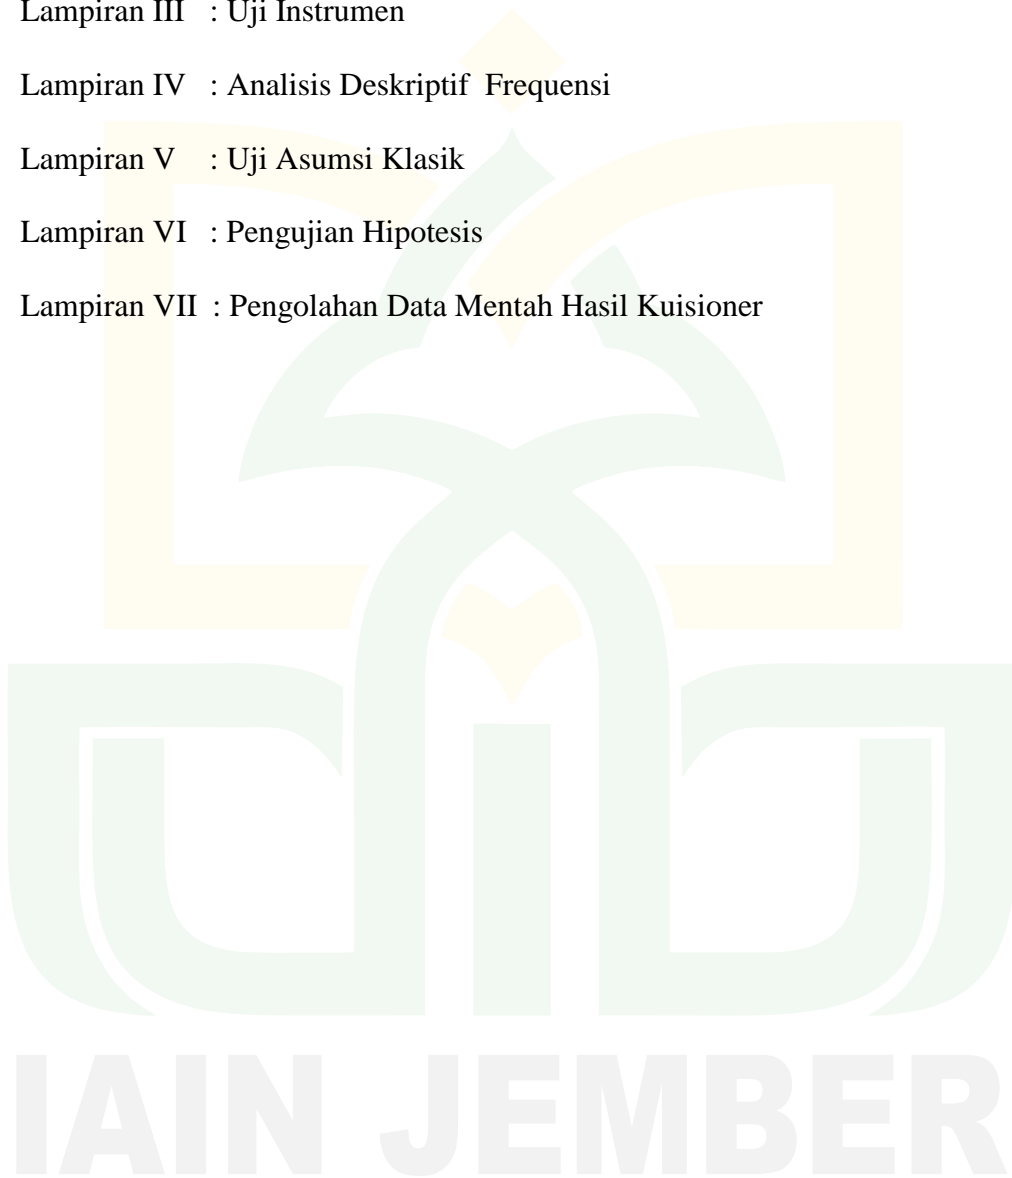 Lampiran III : Uji Instrumen
Lampiran IV : Analisis Deskriptif Frequensi
Lampiran V : Uji Asumsi Klasik
Lampiran VI : Pengujian Hipotesis
Lampiran VII : Pengolahan Data Mentah Hasil Kuisioner
IAIN JEMBER